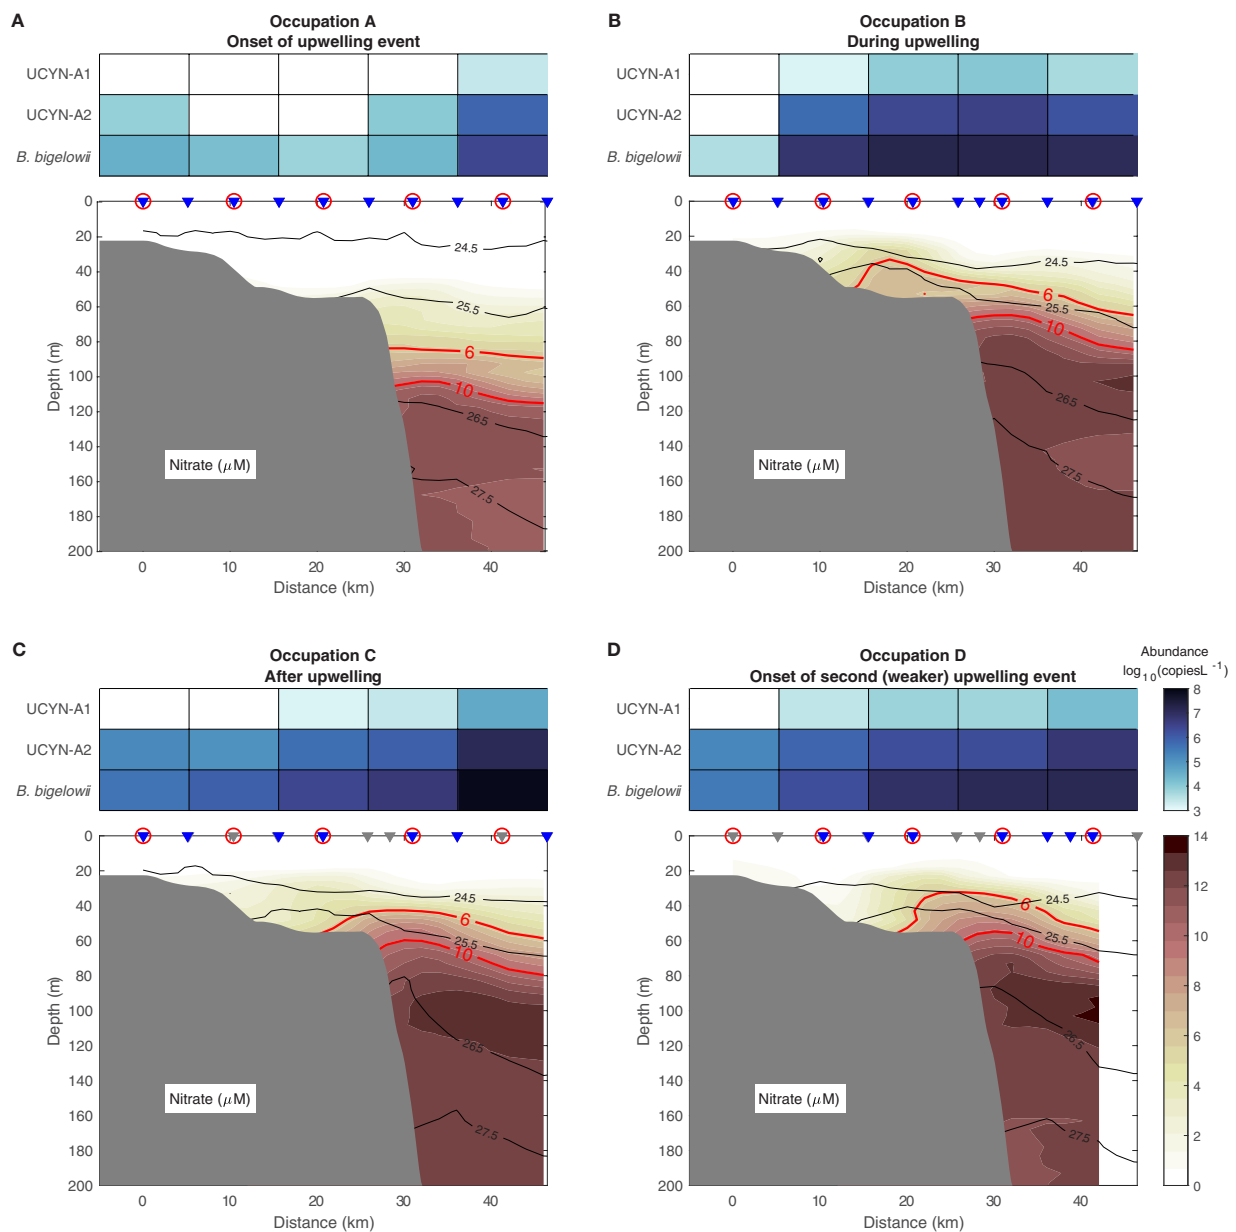 A
Occupation A
Onset of upwelling event
UCYN-A1
UCYN-A2
B. bigelowii
0
20
40
60
80
100
120
140
160
180
200
Depth (m)
24.5
25.5
6
10
26.5
27.5
Nitrate (μM)
0
10
20
30
40
Distance (km)
B
Occupation B
During upwelling
UCYN-A1
UCYN-A2
B. bigelowii
0
20
40
60
80
100
120
140
160
180
200
Depth (m)
24.5
6
25.5
10
26.5
27.5
Nitrate (μM)
0
10
20
30
40
Distance (km)
C
Occupation C
After upwelling
UCYN-A1
UCYN-A2
B. bigelowii
0
20
40
60
80
100
120
140
160
180
200
Depth (m)
24.5
6
25.5
10
26.5
27.5
Nitrate (μM)
0
10
20
30
40
Distance (km)
D
Occupation D
Onset of second (weaker) upwelling event
UCYN-A1
UCYN-A2
B. bigelowii
0
20
40
60
80
100
120
140
160
180
200
Depth (m)
24.5
6
25.5
10
26.5
27.5
Nitrate (μM)
0
10
20
30
40
Distance (km)
Abundance
log10(copiesL-1)
8
7
6
5
4
3
14
12
10
8
6
4
2
0